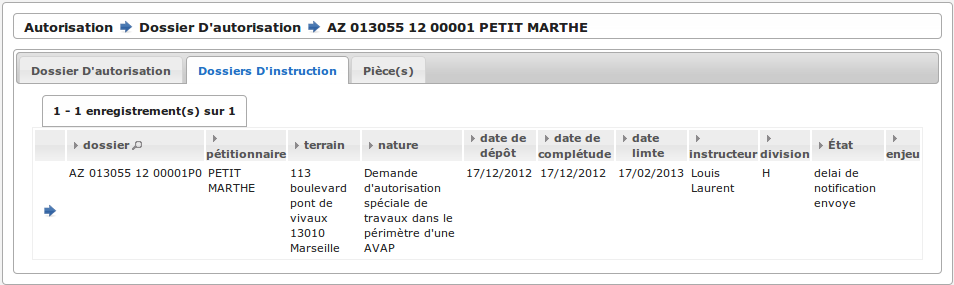 Autorisation Dossier D'autorisation AZ 013055 12 00001 PETIT MARTHE
Dossier D'autorisation Dossiers D'instruction Pièce(s)
1 - 1 enregistrement(s) sur 1
dossier pétitionnaire terrain nature date de dépôt date de complétude date limte instructeur division État enjeu
AZ 013055 12 00001P0 PETIT MARTHE 113 boulevard pont de vivaux 13010 Marseille Demande d'autorisation spéciale de travaux dans le périmètre d'une AVAP 17/12/2012 17/12/2012 17/02/2013 Louis Laurent H delai de notification envoye